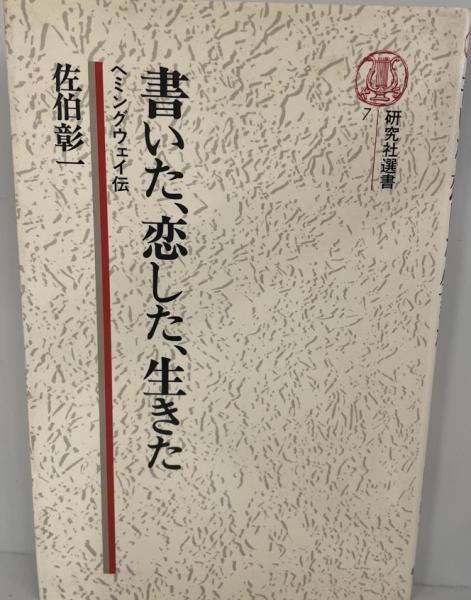 研究社選書
7
書いた、恋した、生きた
ヘミングウェイ伝
佐伯彰一